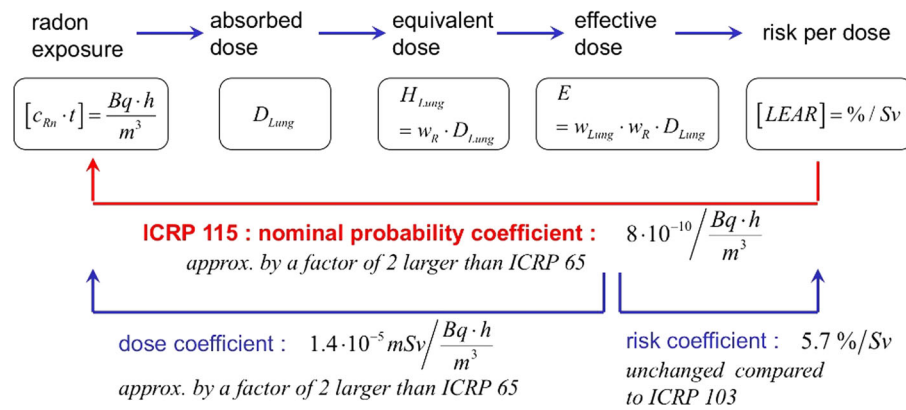 radon exposure
absorbed dose
equivalent dose
effective dose
risk per dose
[c_Rn · t] = Bq · h / m³
D_Lung
H_Lung
= w_R · D_Lung
E
= w_Lung · w_R · D_Lung
[LEAR] = % / Sv
ICRP 115 : nominal probability coefficient : 8·10⁻¹⁰ / Bq · h / m³
approx. by a factor of 2 larger than ICRP 65
dose coefficient : 1.4·10⁻⁵ mSv / Bq · h / m³
approx. by a factor of 2 larger than ICRP 65
risk coefficient : 5.7 %/Sv
unchanged compared
to ICRP 103